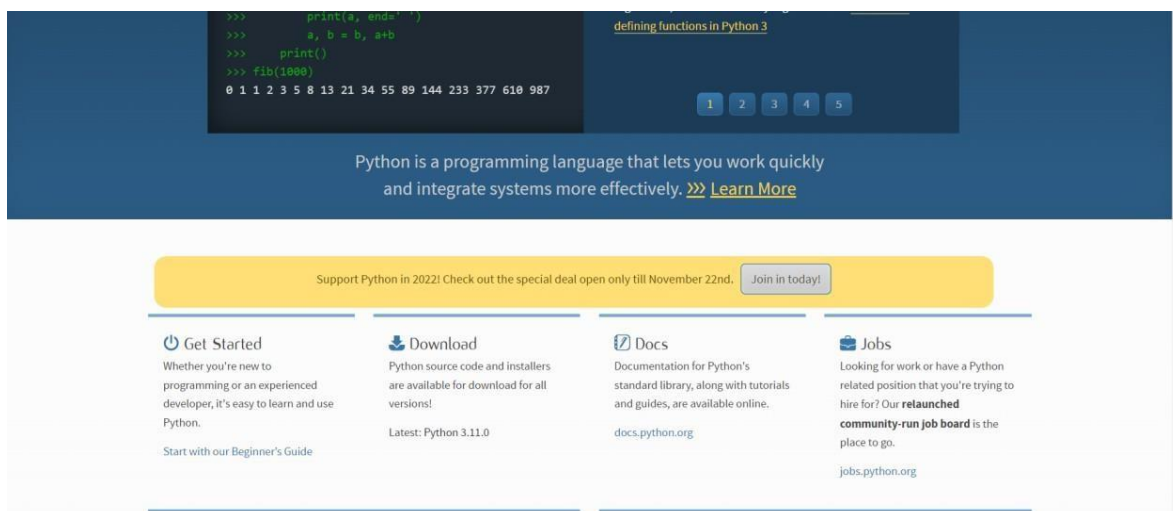 >>> print(a, end=' ')
>>> a, b = b, a+b
>>> print()
>>> fib(1000)
0 1 1 2 3 5 8 13 21 34 55 89 144 233 377 610 987
defining functions in Python 3
1 2 3 4 5
Python is a programming language that lets you work quickly
and integrate systems more effectively. >>> Learn More
Support Python in 2022! Check out the special deal open only till November 22nd. Join in today!
Get Started
Whether you're new to
programming or an experienced
developer, it's easy to learn and use
Python.
Start with our Beginner's Guide
Download
Python source code and installers
are available for download for all
versions!
Latest: Python 3.11.0
Docs
Documentation for Python's
standard library, along with tutorials
and guides, are available online.
docs.python.org
Jobs
Looking for work or have a Python
related position that you're trying to
hire for? Our relaunched
community-run job board is the
place to go.
jobs.python.org